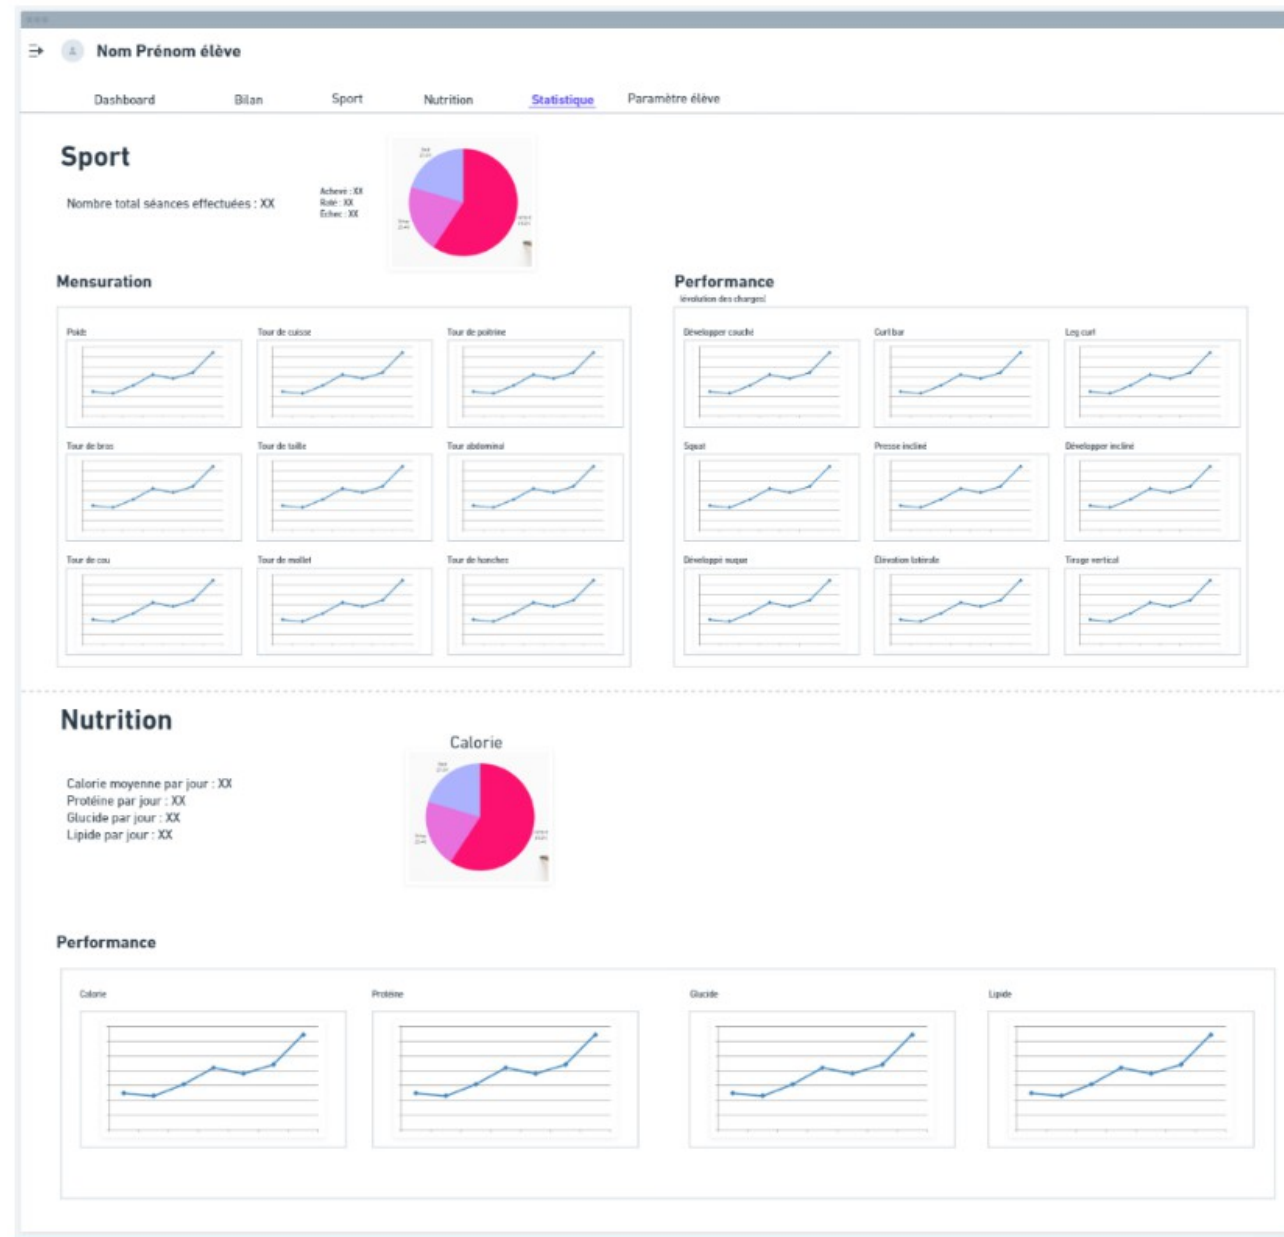 Nom Prénom élève
Dashboard Bilan Sport Nutrition Statistique Paramètre élève
Sport
Nombre total séances effectuées : XX
Achevé : XX
Raté : XX
Echec : XX
Mensuration
Performance
(évolution des charges)
Poids Tour de cuisse Tour de poitrine
Développer couché Curl bar Leg curl
Tour de bras Tour de taille Tour abdominal
Squat Presse incliné Développer incliné
Tour de cou Tour de mollet Tour de hanches
Développé nuque Élévation latérale Tirage vertical
Nutrition
Calorie
Calorie moyenne par jour : XX
Protéine par jour : XX
Glucide par jour : XX
Lipide par jour : XX
Performance
Calorie Protéine Glucide Lipide